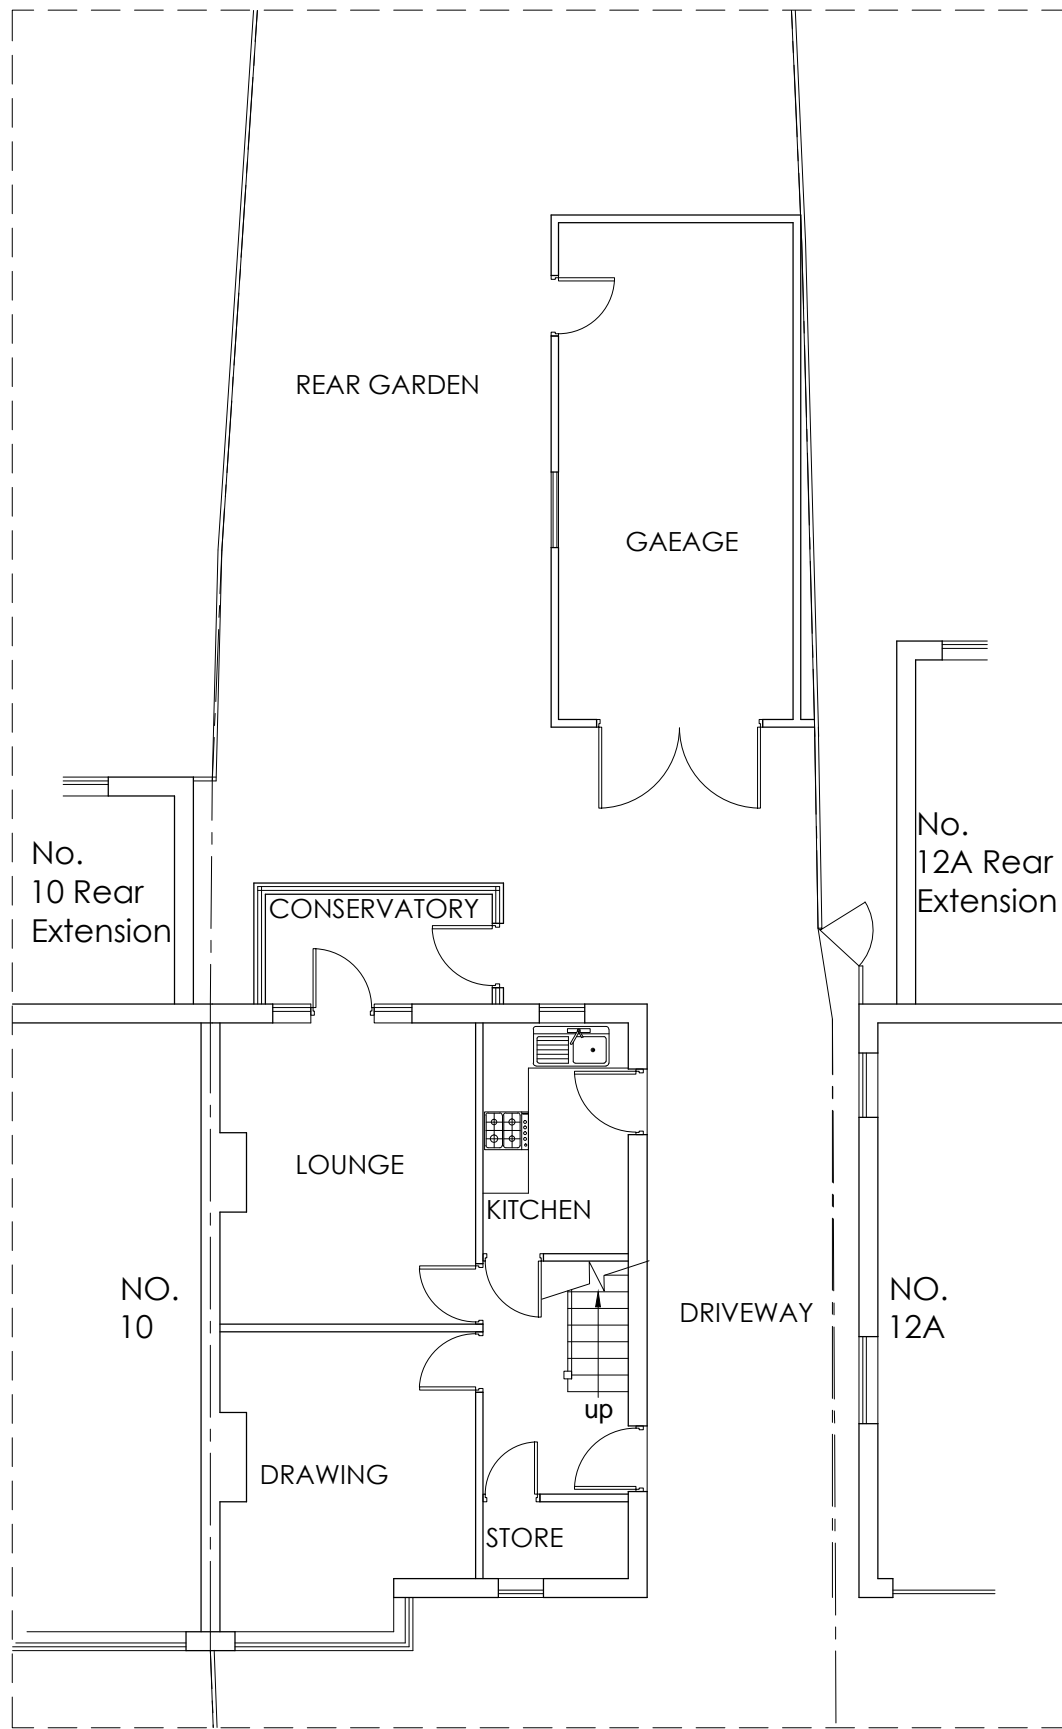 REAR GARDEN
GAEAGE
No.
10 Rear
Extension
No.
12A Rear
Extension
CONSERVATORY
LOUNGE
KITCHEN
NO.
10
DRIVEWAY
NO.
12A
up
DRAWING
STORE